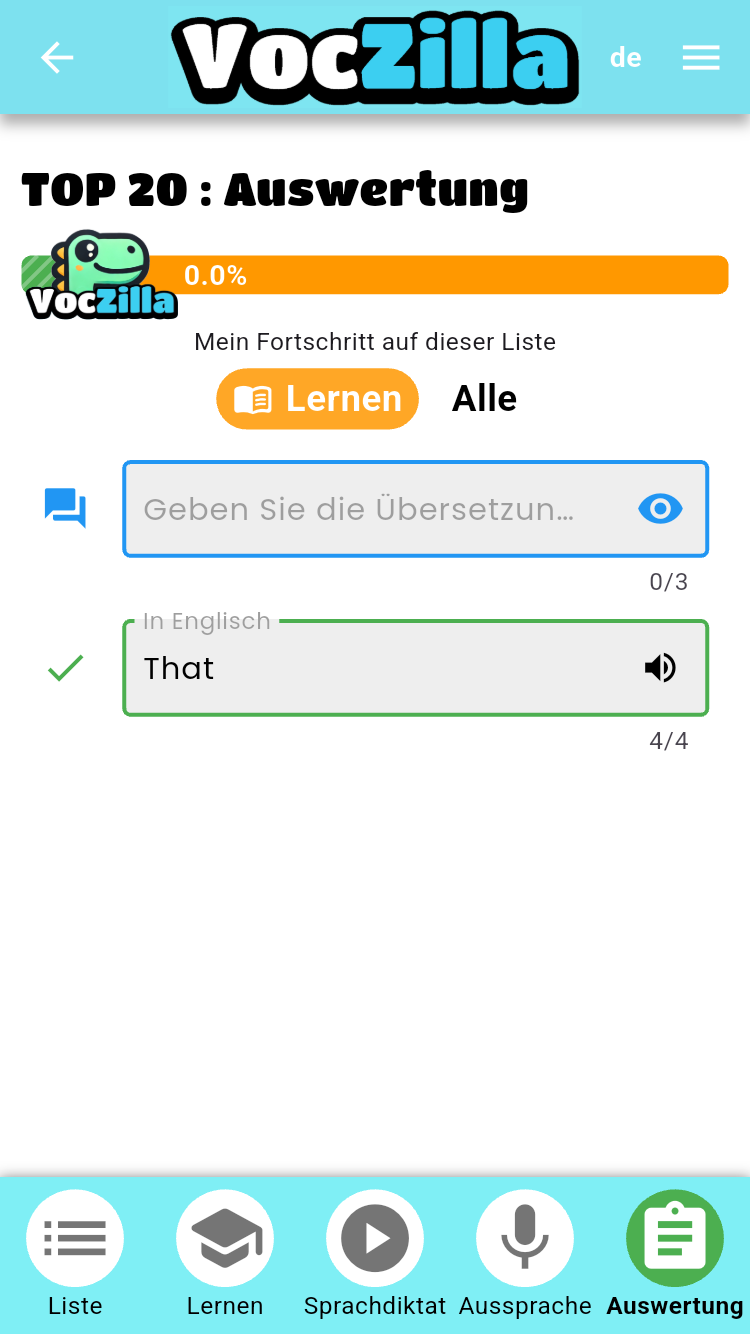 VocZilla
de
TOP 20 : Auswertung
VocZilla
0.0%
Mein Fortschritt auf dieser Liste
Lernen
Alle
Geben Sie die Übersetzun...
0/3
In Englisch
That
4/4
Liste
Lernen
Sprachdiktat
Aussprache
Auswertung